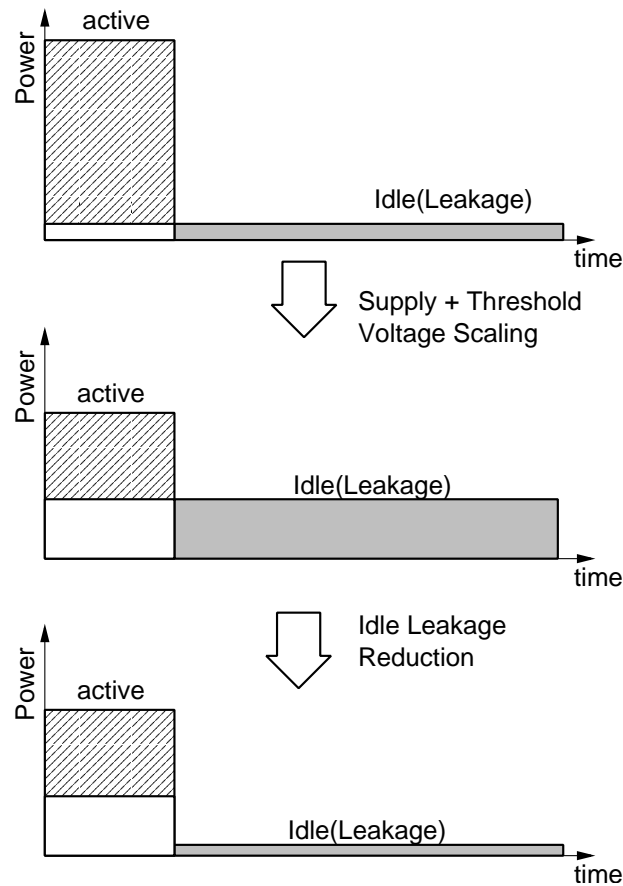 active
Power
Idle(Leakage)
time
Supply + Threshold
Voltage Scaling
active
Power
Idle(Leakage)
time
Idle Leakage
Reduction
active
Power
Idle(Leakage)
time